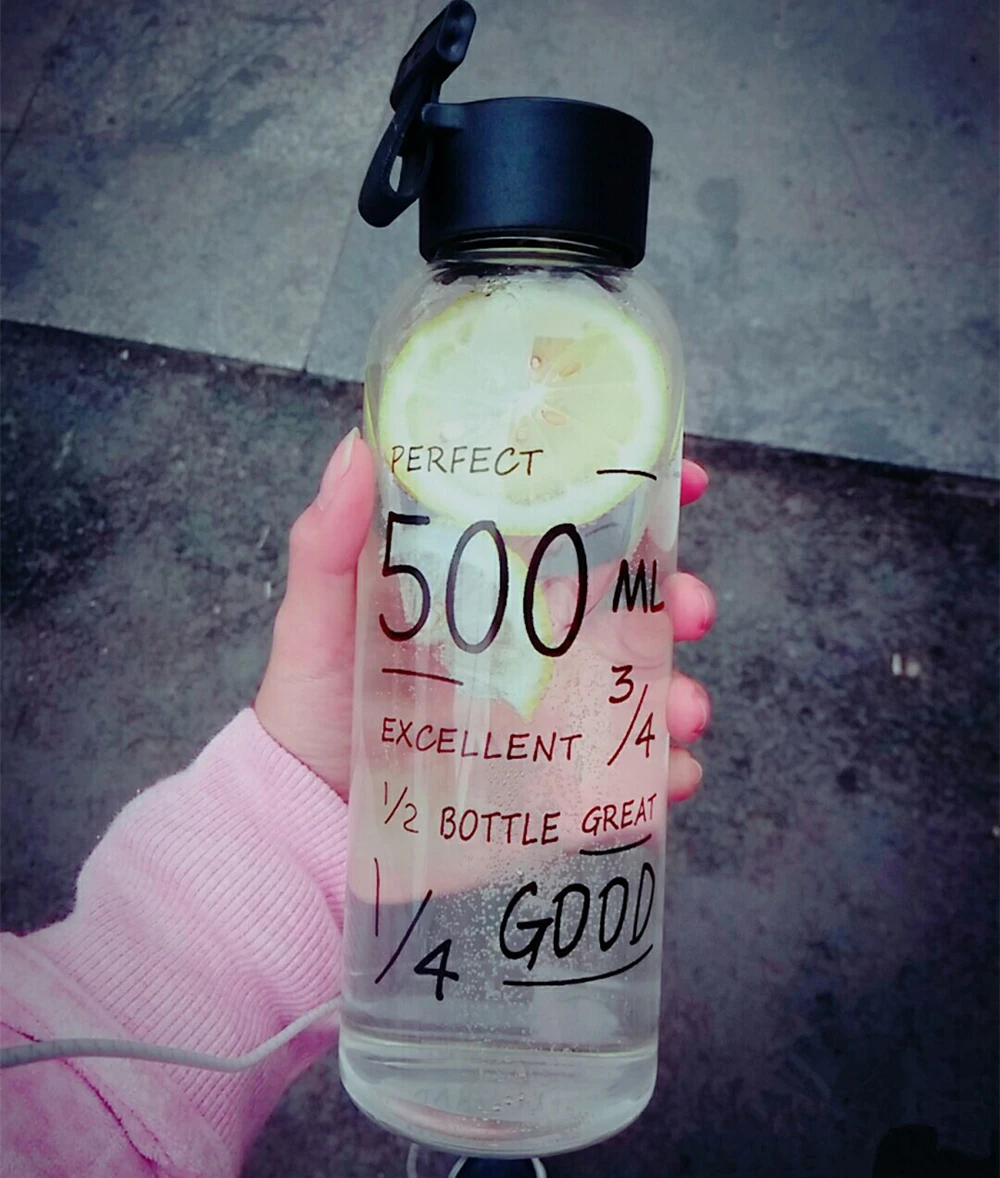 PERFECT
500 ML
EXCELLENT 3/4
1/2 BOTTLE GREAT
1/4 GOOD